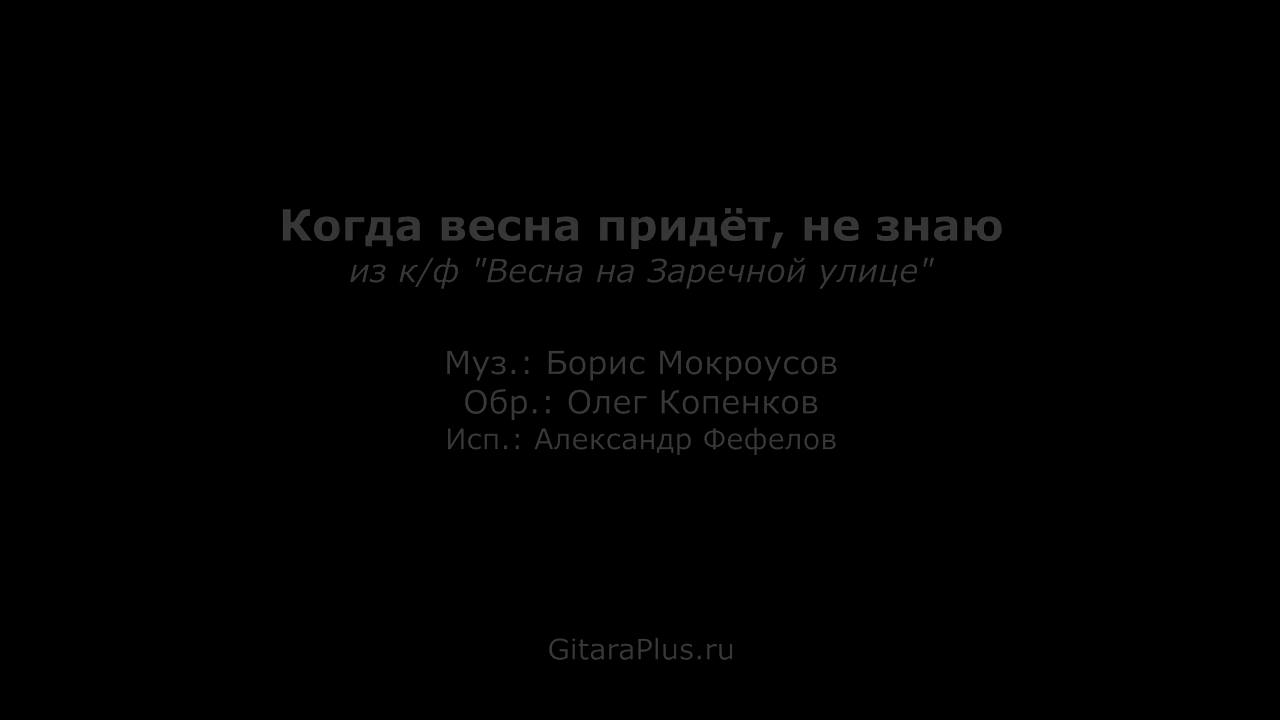 Когда весна придёт, не знаю
из к/ф "Весна на Заречной улице"
Муз.: Борис Мокроусов
Обр.: Олег Копенков
Исп.: Александр Фефелов
GitaraPlus.ru